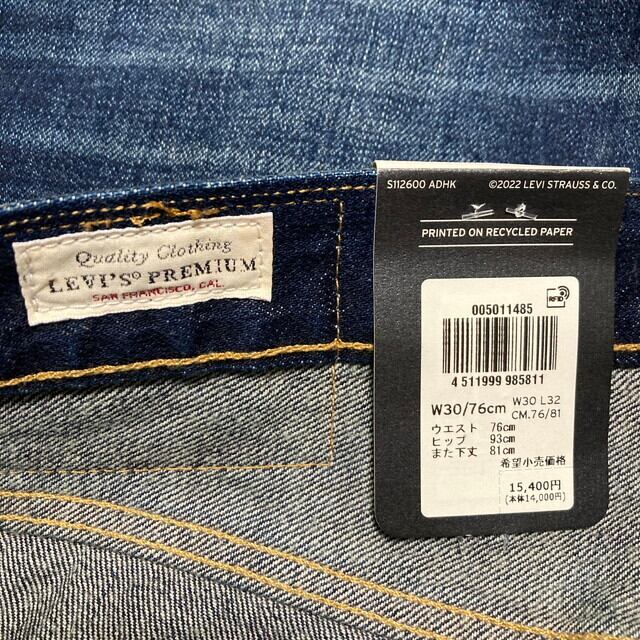 Quality Clothing
LEVI'S® PREMIUM
SAN FRANCISCO, CAL.
S112600 ADHK ©2022 LEVI STRAUSS & CO.
PRINTED ON RECYCLED PAPER
RFID
005011485
4 511999 985811
W30/76cm W30 L32
CM.76/81
ウエスト 76cm
ヒップ 93cm
また下丈 81cm
希望小売価格
15,400円
(本体14,000円)